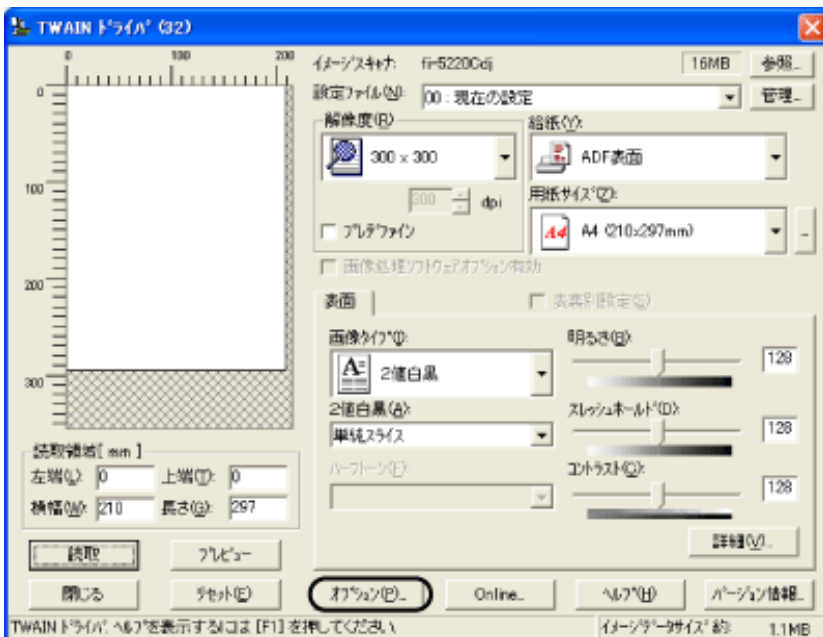 TWAIN ﾄﾞﾗｲﾊﾞ (32)
0 100 200
0
100
200
300
ｲﾒｰｼﾞｽｷｬﾅ: fi-5220Cdj 16MB 参照...
設定ﾌｧｲﾙ(N): 00 : 現在の設定 管理...
解像度(R)
300 × 300
300 dpi
ﾌﾟﾘﾃﾞﾌｧｲﾝ
給紙(Y):
ADF表面
用紙ｻｲｽﾞ(Z):
A4 A4 (210x297mm) ..
画像処理ｿﾌﾄｳｪｱｵﾌﾟｼｮﾝ有効
表面
表裏別設定(S)
画像ﾀｲﾌﾟ(I):
2値白黒
2値白黒(A):
単純ｽﾗｲｽ
ﾊｰﾌﾄｰﾝ(F):
明るさ(B):
128
ｽﾚｯｼｭﾎｰﾙﾄﾞ(D):
128
ｺﾝﾄﾗｽﾄ(C):
128
詳細(V)...
読取領域[ mm ]
左端(L): 0 上端(T): 0
横幅(W): 210 長さ(G): 297
読取 ﾌﾟﾚﾋﾞｭｰ
閉じる ﾘｾｯﾄ(E) ｵﾌﾟｼｮﾝ(P)... Online... ﾍﾙﾌﾟ(H) ﾊﾞｰｼﾞｮﾝ情報...
TWAIN ﾄﾞﾗｲﾊﾞ: ﾍﾙﾌﾟを表示するには [F1] を押してください ｲﾒｰｼﾞﾃﾞｰﾀｻｲｽﾞ 約: 1.1MB